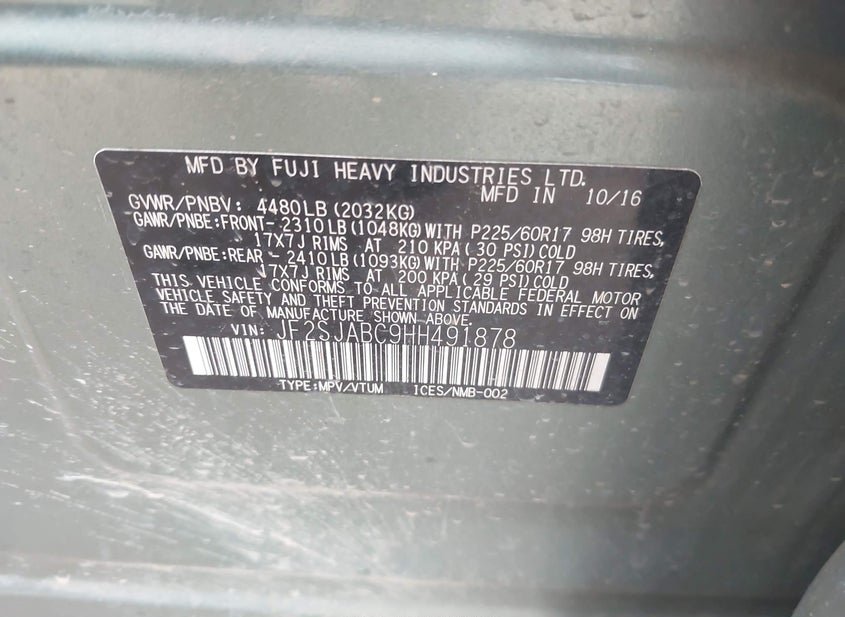 MFD BY FUJI HEAVY INDUSTRIES LTD.
MFD IN 10/16
GVWR/PNBV: 4480LB(2032KG)
GAWR/PNBE:FRONT- 2310LB(1048KG)WITH P225/60R17 98H TIRES,
17X7J RIMS AT 210 KPA(30 PSI)COLD
GAWR/PNBE:REAR - 2410LB(1093KG)WITH P225/60R17 98H TIRES,
17X7J RIMS AT 200 KPA(29 PSI)COLD
THIS VEHICLE CONFORMS TO ALL APPLICABLE FEDERAL MOTOR
VEHICLE SAFETY AND THEFT PREVENTION STANDARDS IN EFFECT ON
THE DATE OF MANUFACTURE SHOWN ABOVE.
VIN: JF2SJABC9HH491878
TYPE:MPV/VTUM ICES/NMB-002